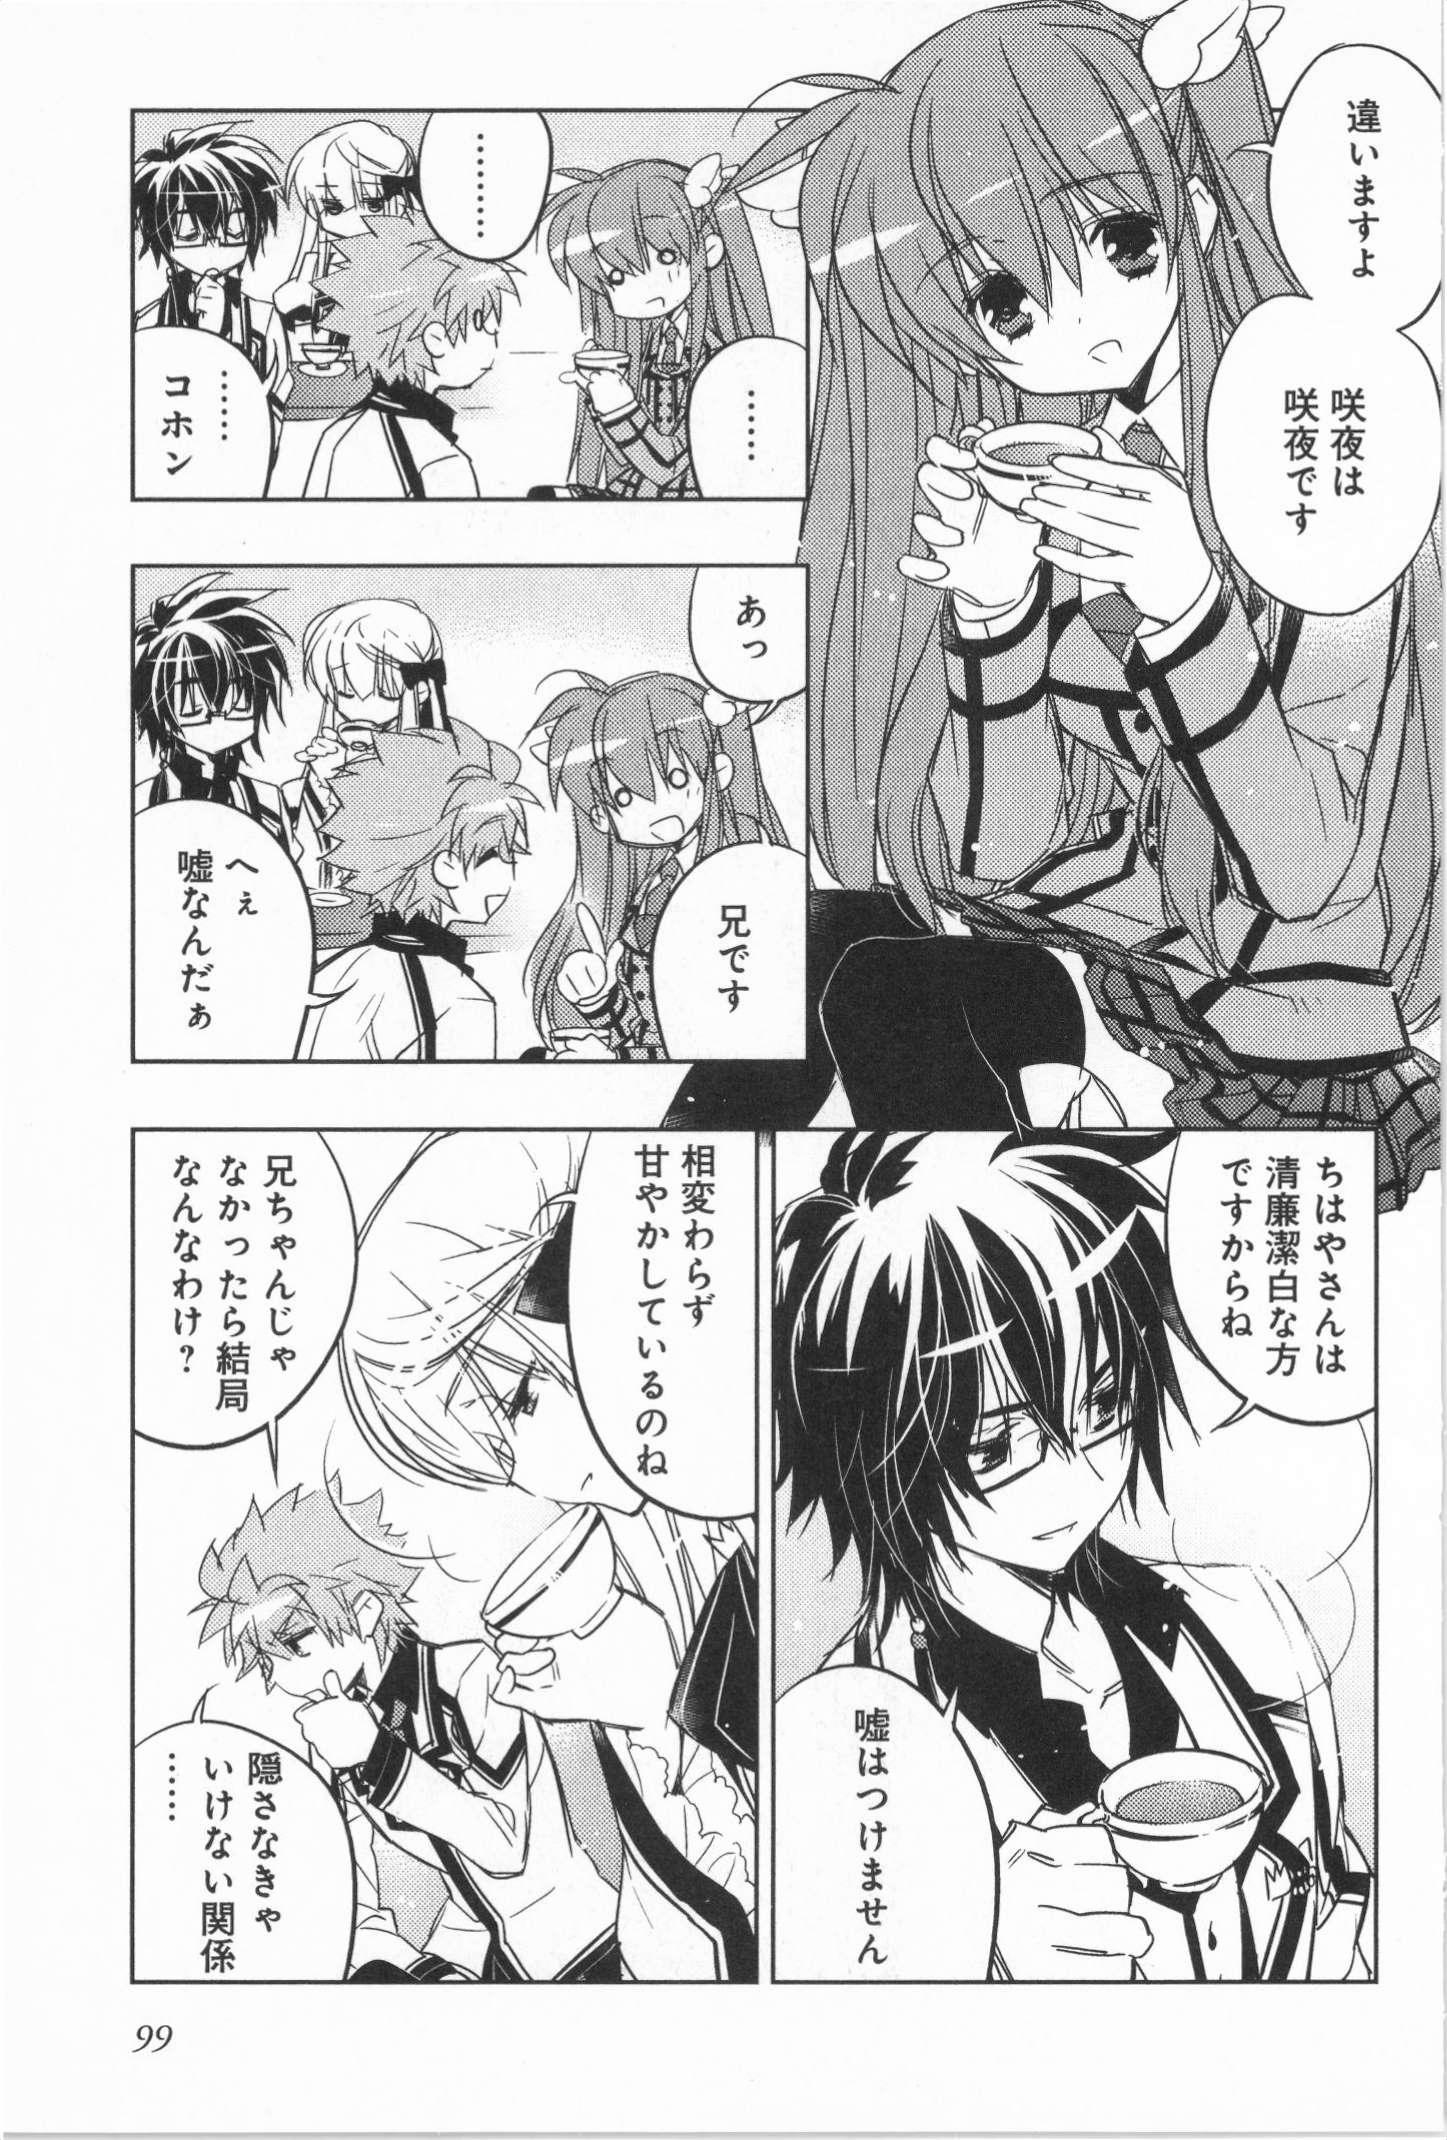 違いますよ
咲夜は
咲夜です
………
……
……
コホン
あっ
兄です
へぇ
嘘なんだぁ
ちはやさんは
清廉潔白な方
ですからね
嘘はつけません
相変わらず
甘やかしているのね
兄ちゃんじゃ
なかったら結局
なんなわけ?
隠さなきゃ
いけない関係
……
99